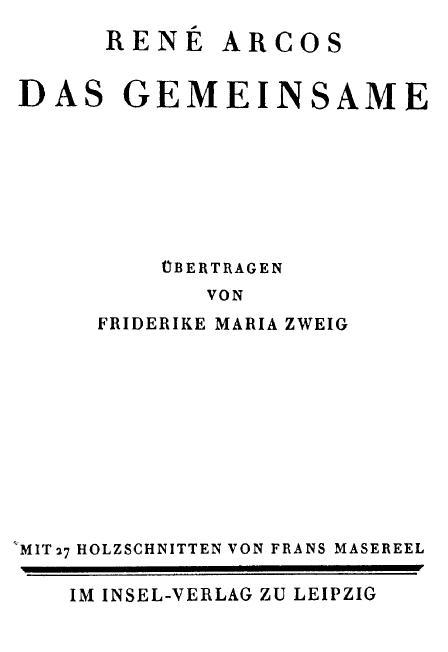 RENÉ ARCOS
DAS GEMEINSAME
ÜBERTRAGEN
VON
FRIDERIKE MARIA ZWEIG
MIT 27 HOLZSCHNITTEN VON FRANS MASEREEL
IM INSEL-VERLAG ZU LEIPZIG